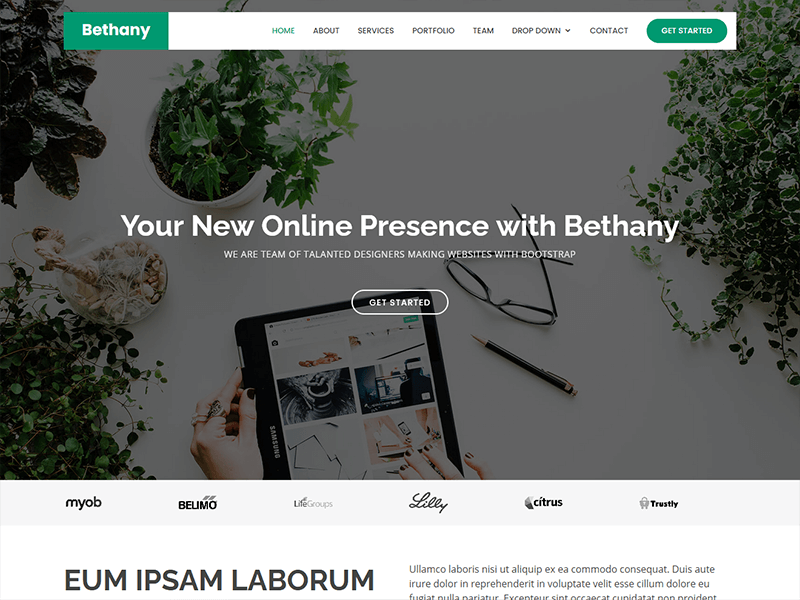 Bethany
HOME ABOUT SERVICES PORTFOLIO TEAM DROP DOWN CONTACT GET STARTED
Your New Online Presence with Bethany
WE ARE TEAM OF TALANTED DESIGNERS MAKING WEBSITES WITH BOOTSTRAP
GET STARTED
SAMSUNG
myob BELIMO LifeGroups Lilly citrus Trustly
EUM IPSAM LABORUM
Ullamco laboris nisi ut aliquip ex ea commodo consequat. Duis aute
irure dolor in reprehenderit in voluptate velit esse cillum dolore eu
fugiat nulla pariatur. Excepteur sint occaecat cupidatat non proident